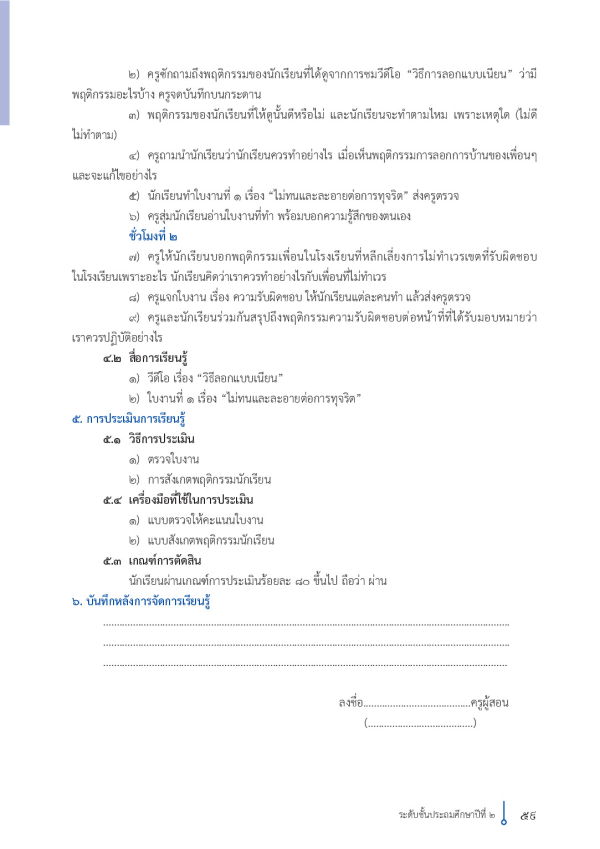 ๒) ครูซักถามถึงพฤติกรรมของนักเรียนที่ได้ดูจากการชมวีดีโอ “วิธีการลอกแบบเนียน” ว่ามี
พฤติกรรมอะไรบ้าง ครูจดบันทึกบนกระดาน
๓) พฤติกรรมของนักเรียนที่ให้ดูนั้นดีหรือไม่ และนักเรียนจะทำตามไหม เพราะเหตุใด (ไม่ดี
ไม่ทำตาม)
๔) ครูถามนำนักเรียนว่านักเรียนควรทำอย่างไร เมื่อเห็นพฤติกรรมการลอกการบ้านของเพื่อนๆ
และจะแก้ไขอย่างไร
๕) นักเรียนทำใบงานที่ ๑ เรื่อง “ไม่ทนและละอายต่อการทุจริต” ส่งครูตรวจ
๖) ครูสุ่มนักเรียนอ่านใบงานที่ทำ พร้อมบอกความรู้สึกของตนเอง
ชั่วโมงที่ ๒
๗) ครูให้นักเรียนบอกพฤติกรรมเพื่อนในโรงเรียนที่หลีกเลี่ยงการไม่ทำเวรเขตที่รับผิดชอบ
ในโรงเรียนเพราะอะไร นักเรียนคิดว่าเราควรทำอย่างไรกับเพื่อนที่ไม่ทำเวร
๘) ครูแจกใบงาน เรื่อง ความรับผิดชอบ ให้นักเรียนแต่ละคนทำ แล้วส่งครูตรวจ
๙) ครูและนักเรียนร่วมกันสรุปถึงพฤติกรรมความรับผิดชอบต่อหน้าที่ที่ได้รับมอบหมายว่า
เราควรปฏิบัติอย่างไร
๔.๒ สื่อการเรียนรู้
๑) วีดีโอ เรื่อง “วิธีลอกแบบเนียน”
๒) ใบงานที่ ๑ เรื่อง “ไม่ทนและละอายต่อการทุจริต”
๕. การประเมินการเรียนรู้
๕.๑ วิธีการประเมิน
๑) ตรวจใบงาน
๒) การสังเกตพฤติกรรมนักเรียน
๕.๔ เครื่องมือที่ใช้ในการประเมิน
๑) แบบตรวจให้คะแนนใบงาน
๒) แบบสังเกตพฤติกรรมนักเรียน
๕.๓ เกณฑ์การตัดสิน
นักเรียนผ่านเกณฑ์การประเมินร้อยละ ๘๐ ขึ้นไป ถือว่า ผ่าน
๖. บันทึกหลังการจัดการเรียนรู้
................................................................................
................................................................................
................................................................................
ลงชื่อ........................................ครูผู้สอน
(.......................................)
ระดับชั้นประถมศึกษาปีที่ ๒ ๕๙